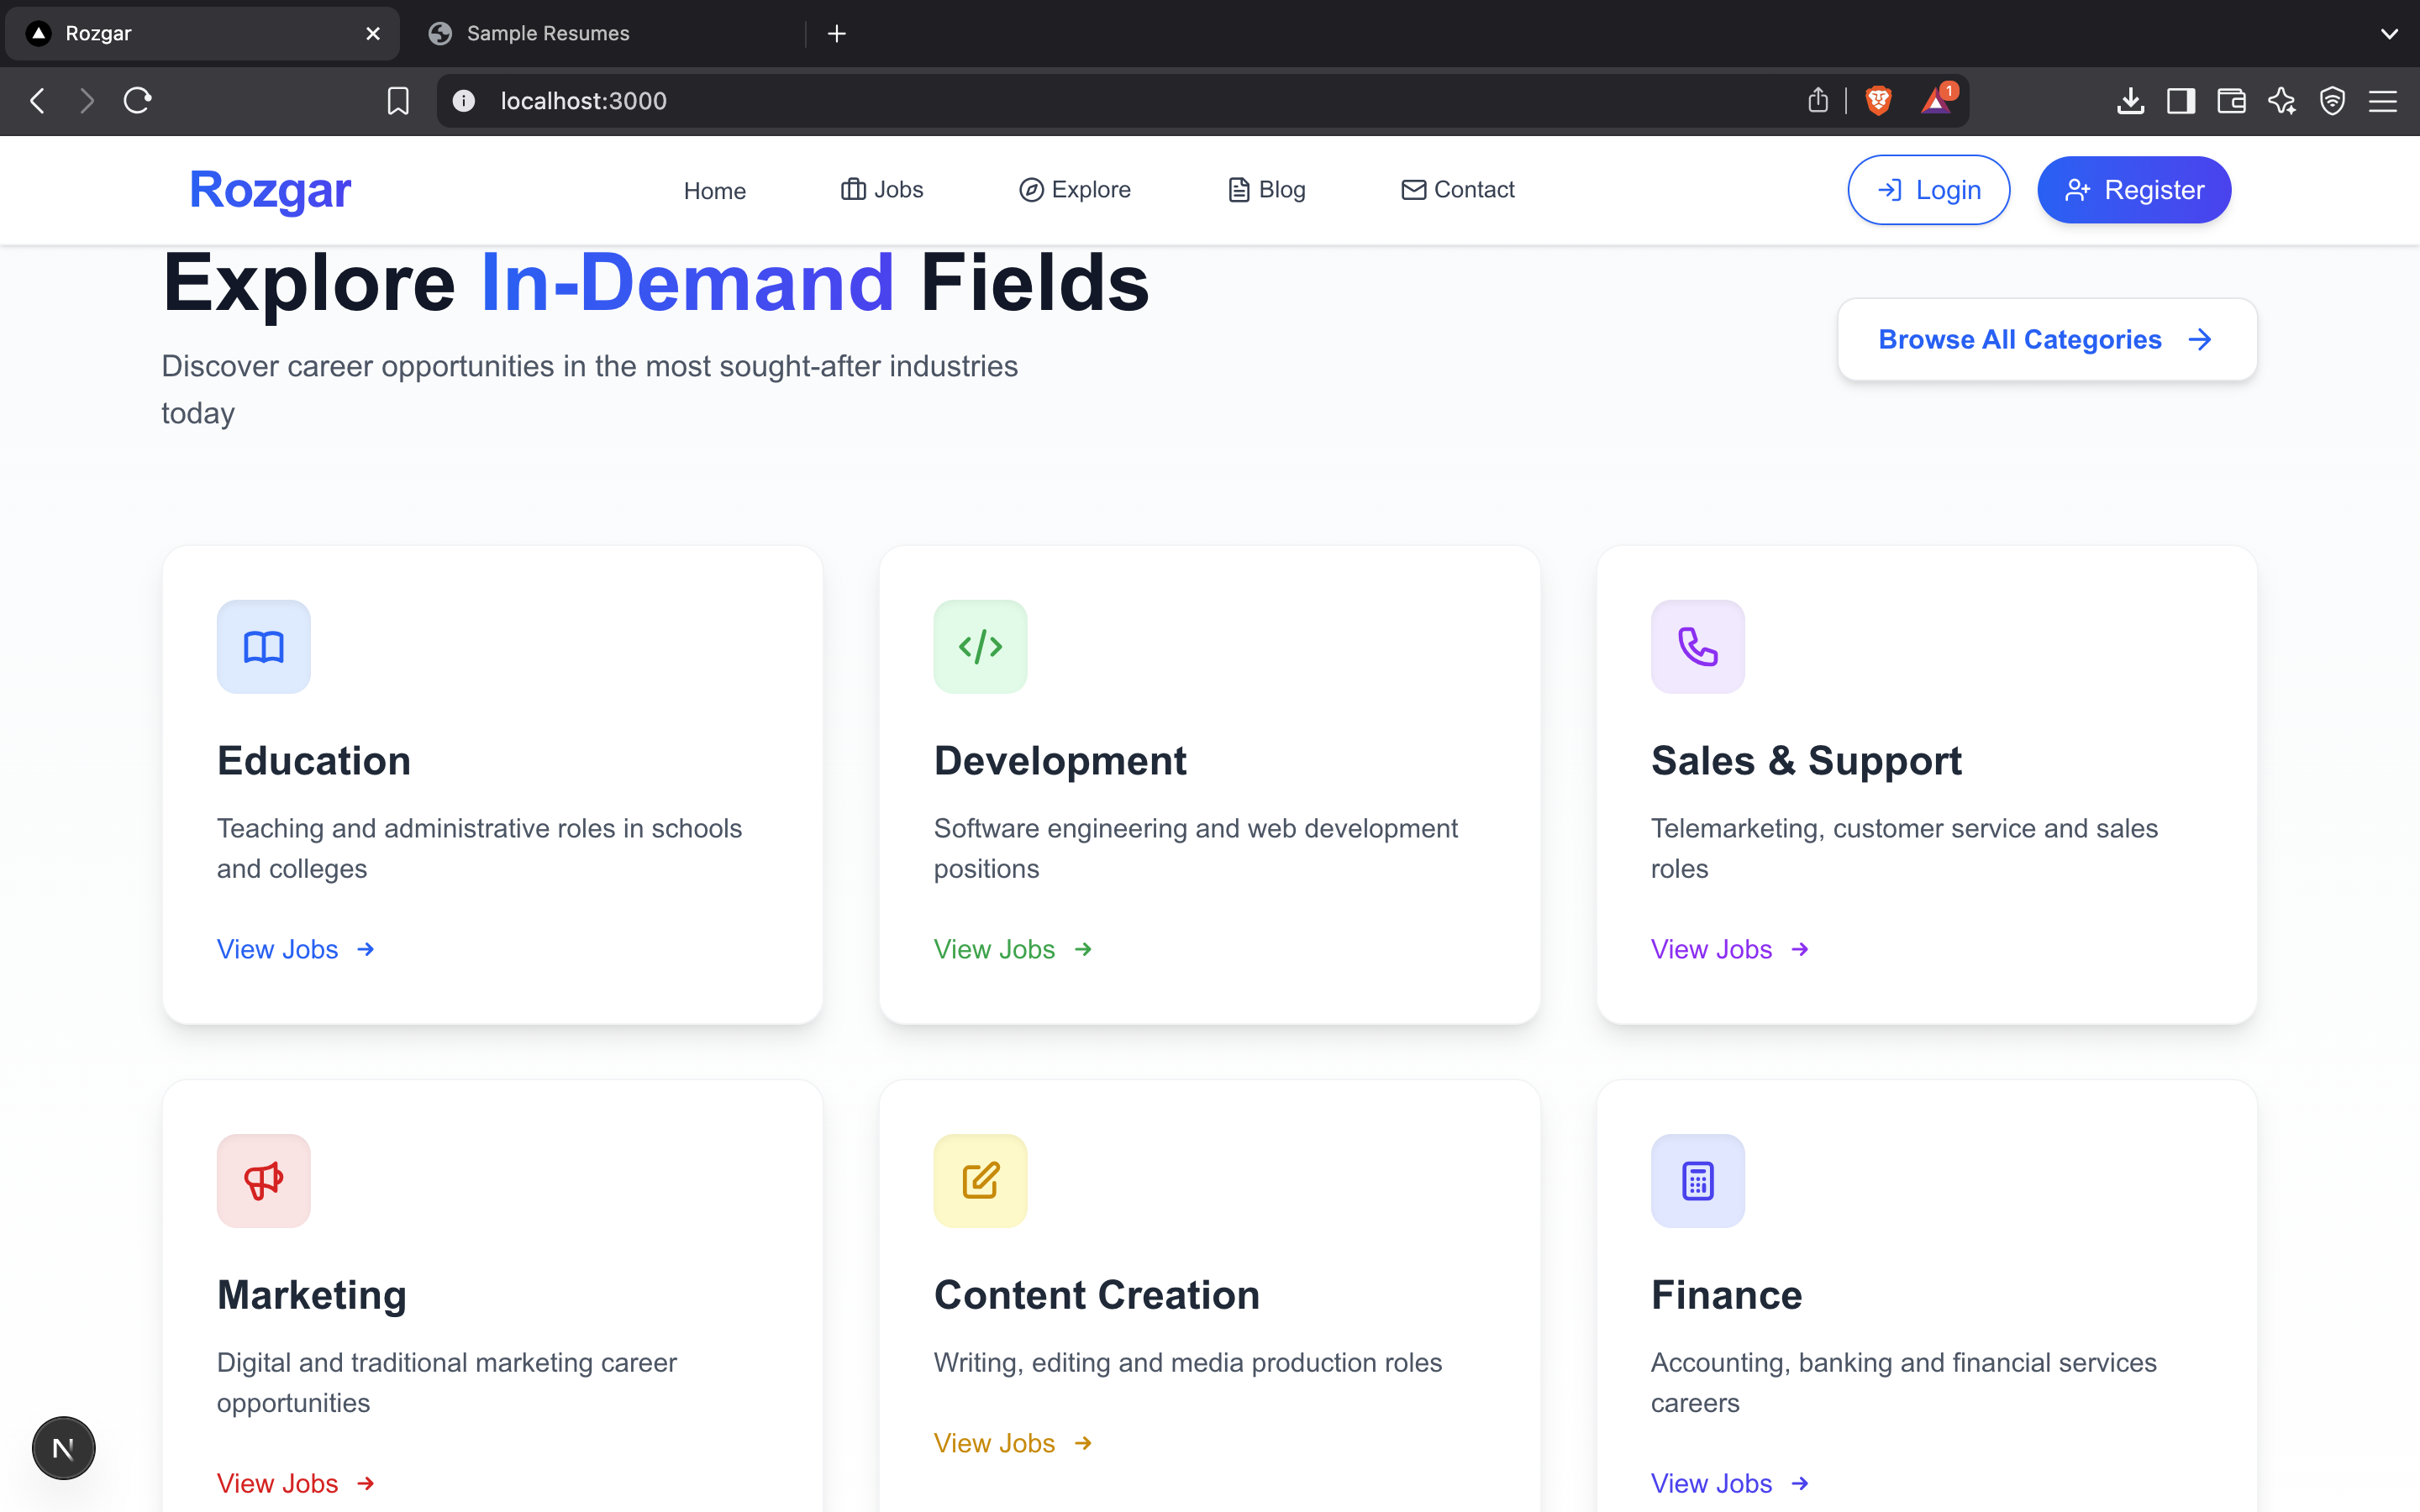 Rozgar
Sample Resumes
localhost:3000
1
Rozgar
Home
Jobs
Explore
Blog
Contact
Login
Register
Explore In-Demand Fields
Discover career opportunities in the most sought-after industries
today
Browse All Categories
Education
Teaching and administrative roles in schools
and colleges
View Jobs
Development
Software engineering and web development
positions
View Jobs
Sales & Support
Telemarketing, customer service and sales
roles
View Jobs
Marketing
Digital and traditional marketing career
opportunities
View Jobs
Content Creation
Writing, editing and media production roles
View Jobs
Finance
Accounting, banking and financial services
careers
View Jobs
N